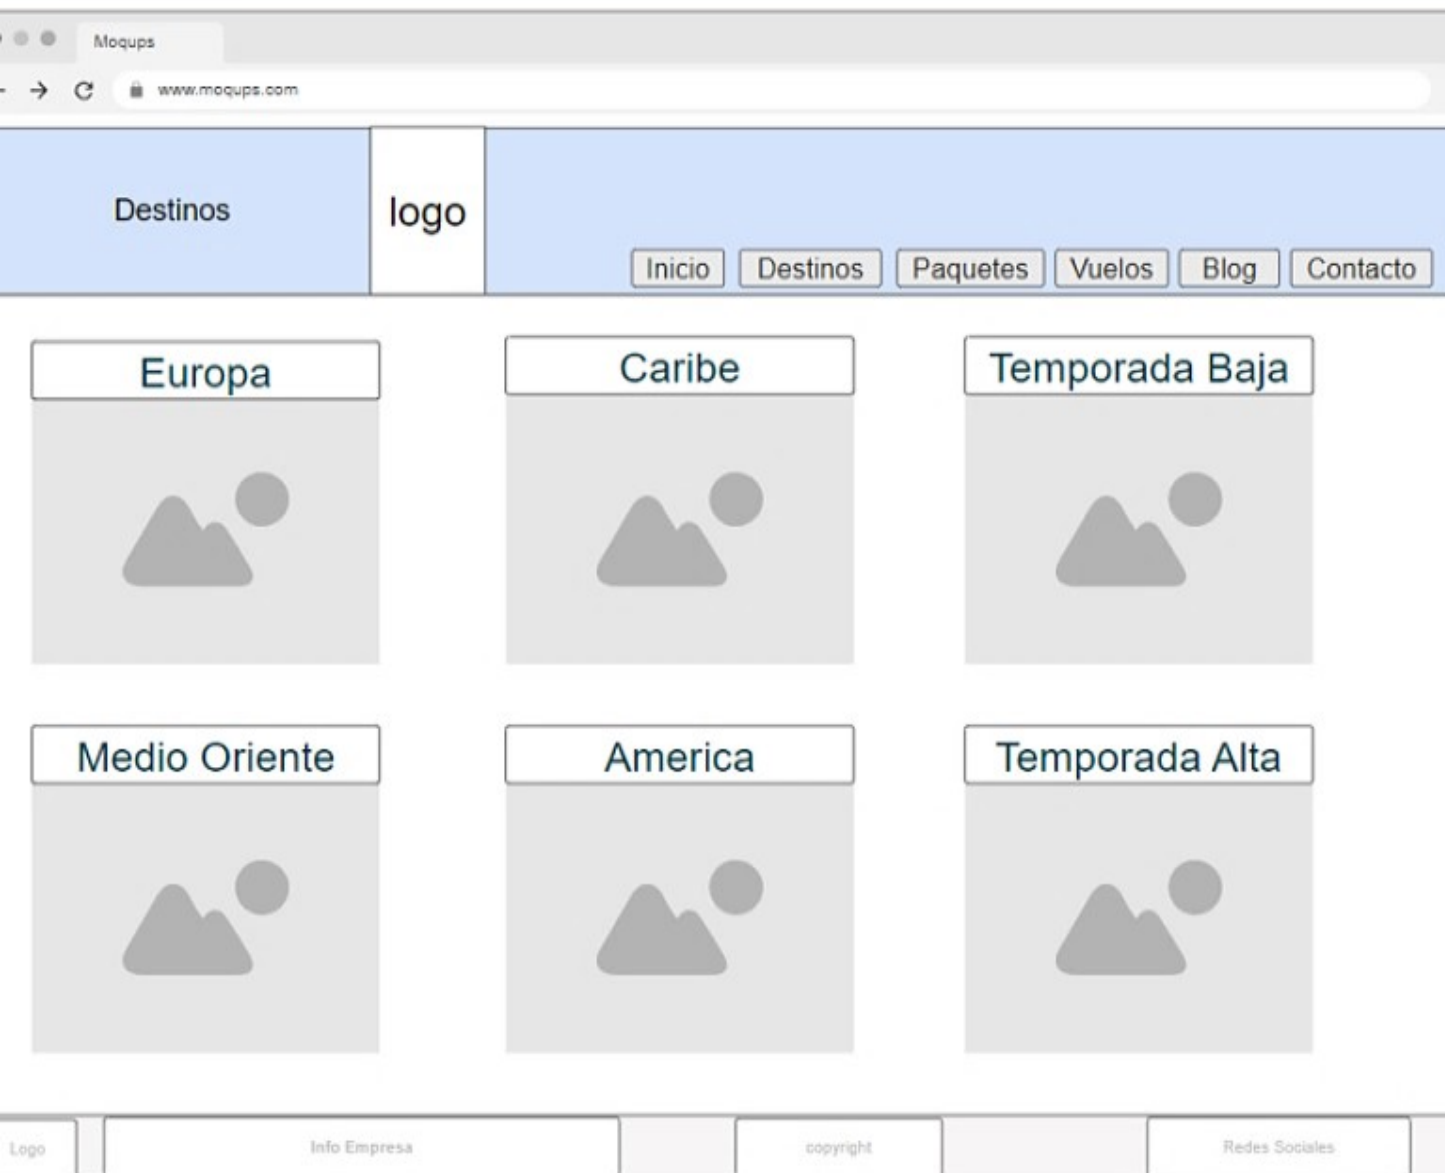 Moqups
www.moqups.com
Destinos
logo
Inicio
Destinos
Paquetes
Vuelos
Blog
Contacto
Europa
Caribe
Temporada Baja
Medio Oriente
America
Temporada Alta
Logo
Info Empresa
copyright
Redes Sociales